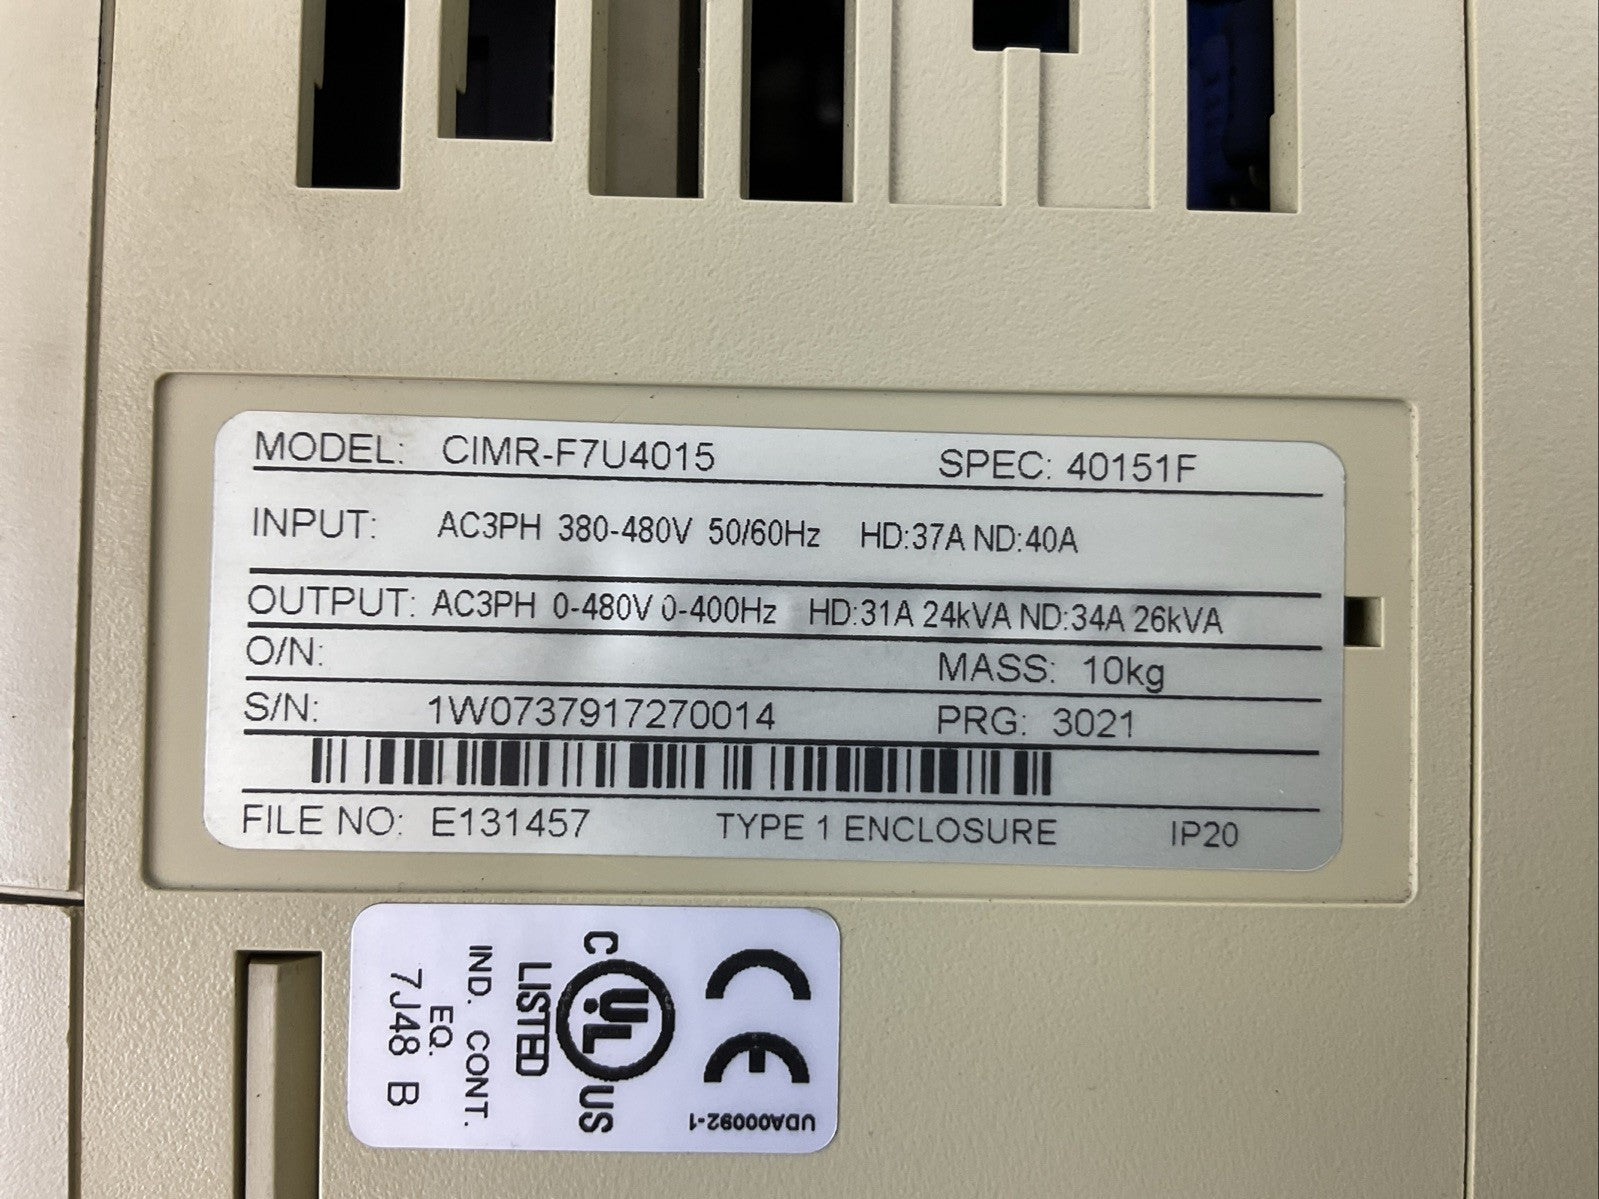 MODEL: CIMR-F7U4015 SPEC: 40151F
INPUT: AC3PH 380-480V 50/60Hz HD:37A ND:40A
OUTPUT: AC3PH 0-480V 0-400Hz HD:31A 24kVA ND:34A 26kVA
O/N: MASS: 10kg
S/N: 1W0737917270014 PRG: 3021
FILE NO: E131457 TYPE 1 ENCLOSURE IP20
CE
C UL US
LISTED
IND. CONT.
EQ.
7J48 B
UDA00092-1